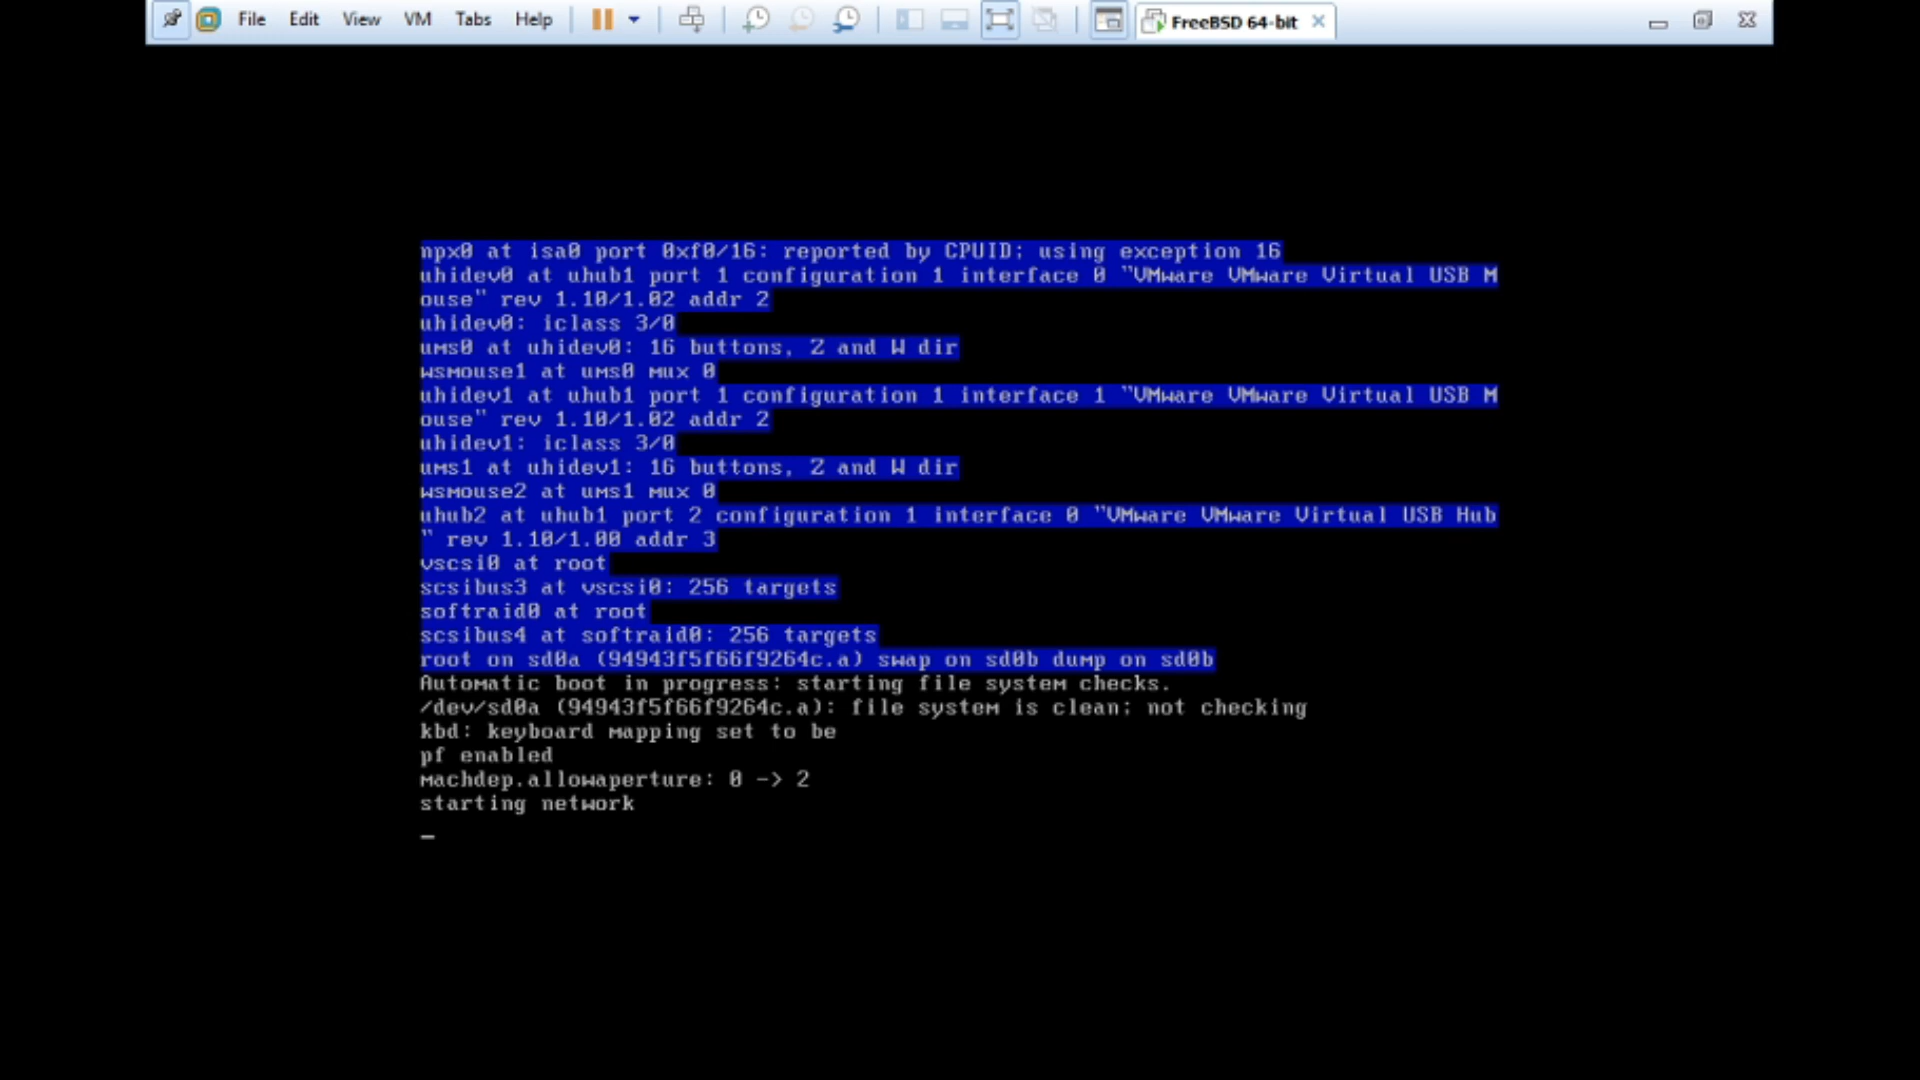 File Edit View VM Tabs Help FreeBSD 64-bit
npx0 at isa0 port 0xf0/16: reported by CPUID; using exception 16
uhidev0 at uhub1 port 1 configuration 1 interface 0 "VMware VMware Virtual USB M
ouse" rev 1.10/1.02 addr 2
uhidev0: iclass 3/0
ums0 at uhidev0: 16 buttons, Z and W dir
wsmouse1 at ums0 mux 0
uhidev1 at uhub1 port 1 configuration 1 interface 1 "VMware VMware Virtual USB M
ouse" rev 1.10/1.02 addr 2
uhidev1: iclass 3/0
ums1 at uhidev1: 16 buttons, Z and W dir
wsmouse2 at ums1 mux 0
uhub2 at uhub1 port 2 configuration 1 interface 0 "VMware VMware Virtual USB Hub
" rev 1.10/1.00 addr 3
vscsi0 at root
scsibus3 at vscsi0: 256 targets
softraid0 at root
scsibus4 at softraid0: 256 targets
root on sd0a (94943f5f66f9264c.a) swap on sd0b dump on sd0b
Automatic boot in progress: starting file system checks.
/dev/sd0a (94943f5f66f9264c.a): file system is clean; not checking
kbd: keyboard mapping set to be
pf enabled
machdep.allowaperture: 0 -> 2
starting network